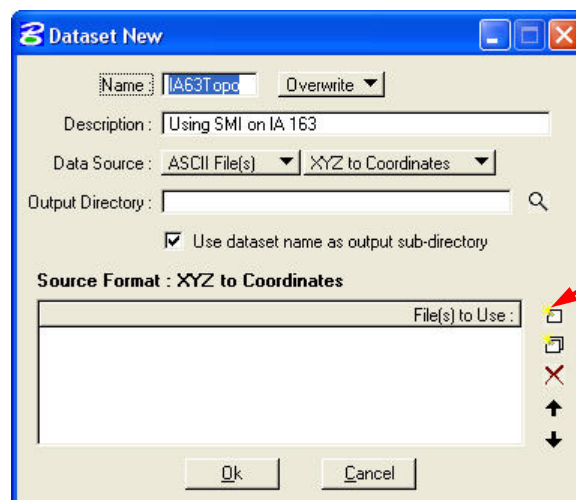 Dataset New
Name : IA63Topo Overwrite
Description : Using SMI on IA 163
Data Source : ASCII File(s) XYZ to Coordinates
Output Directory :
Use dataset name as output sub-directory
Source Format : XYZ to Coordinates
File(s) to Use :
Ok Cancel